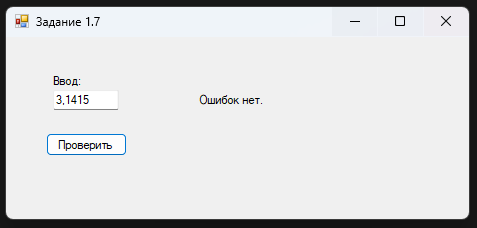 Задание 1.7
Ввод:
3,1415
Ошибок нет.
Проверить